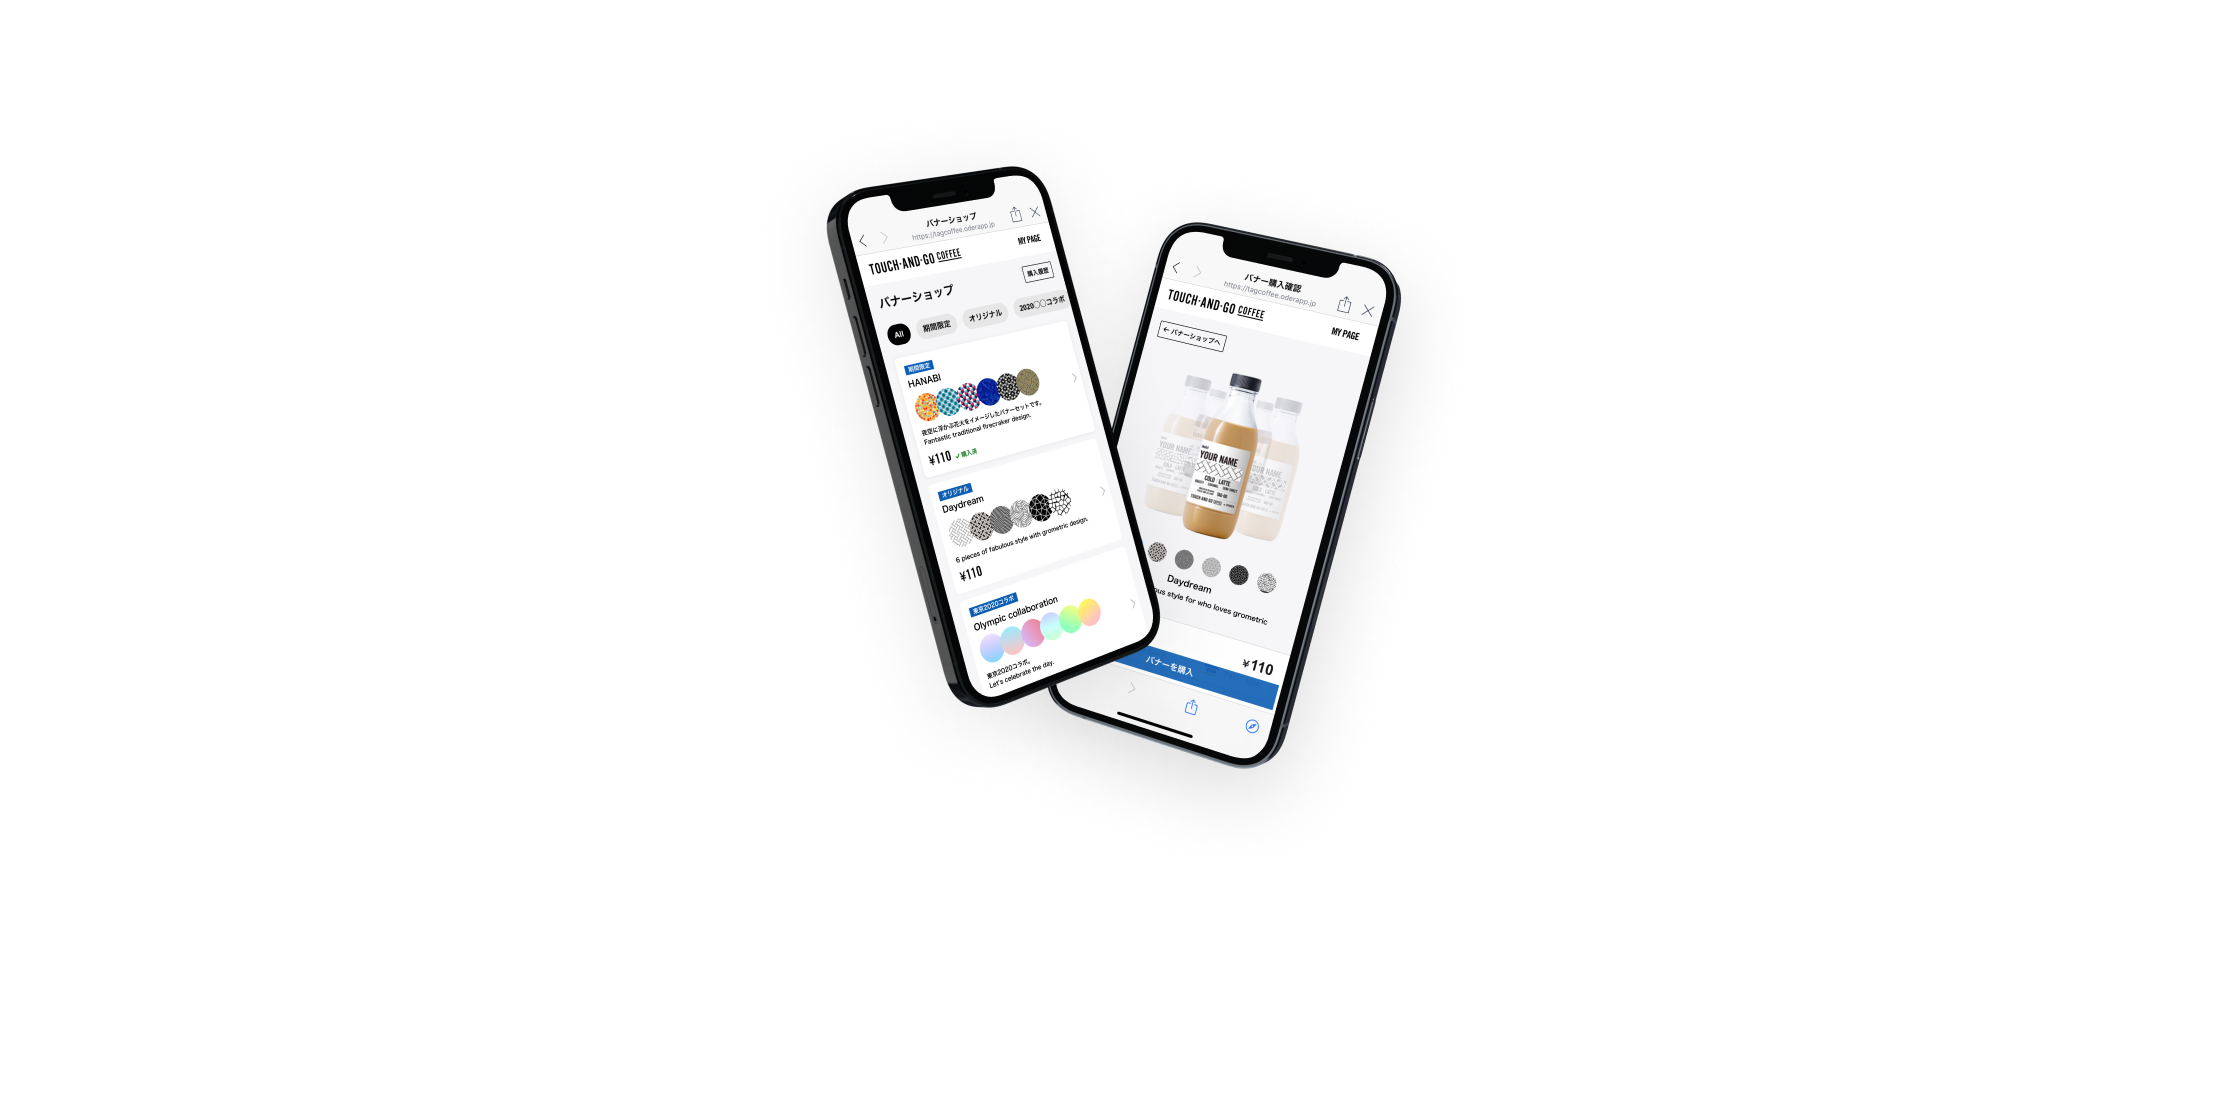 バナーショップ
https://tagcoffee.oderapp.jp
TOUCH-AND-GO COFFEE
MY PAGE
バナーショップ
購入履歴
All
期間限定
オリジナル
2020〇〇コラボ
期間限定
HANABI
夜空に浮かぶ花火をイメージしたバナーセットです。
Fantastic traditional firecraker design.
¥110
✓購入済
オリジナル
Daydream
6 pieces of fabulous style with grometric design.
¥110
東京2020コラボ
Olympic collaboration
東京2020コラボ。
Let's celebrate the day.
バナー購入確認
https://tagcoffee.oderapp.jp
TOUCH-AND-GO COFFEE
MY PAGE
← バナーショップへ
YOUR NAME
COLD LATTE
TOUCH-AND-GO COFFEE
YOUR NAME
Daydream
ous style for who loves grometric
¥110
バナーを購入